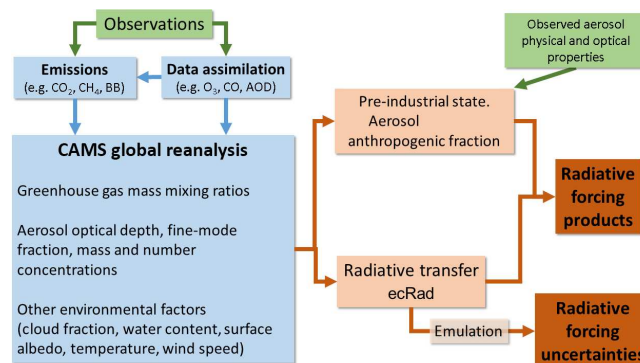 Observations
Emissions
(e.g. CO₂, CH₄, BB)
Data assimilation
(e.g. O₃, CO, AOD)
Observed aerosol
physical and optical
properties
CAMS global reanalysis
Greenhouse gas mass mixing ratios
Aerosol optical depth, fine-mode
fraction, mass and number
concentrations
Other environmental factors
(cloud fraction, water content, surface
albedo, temperature, wind speed)
Pre-industrial state.
Aerosol
anthropogenic fraction
Radiative transfer
ecRad
Emulation
Radiative
forcing
products
Radiative
forcing
uncertainties